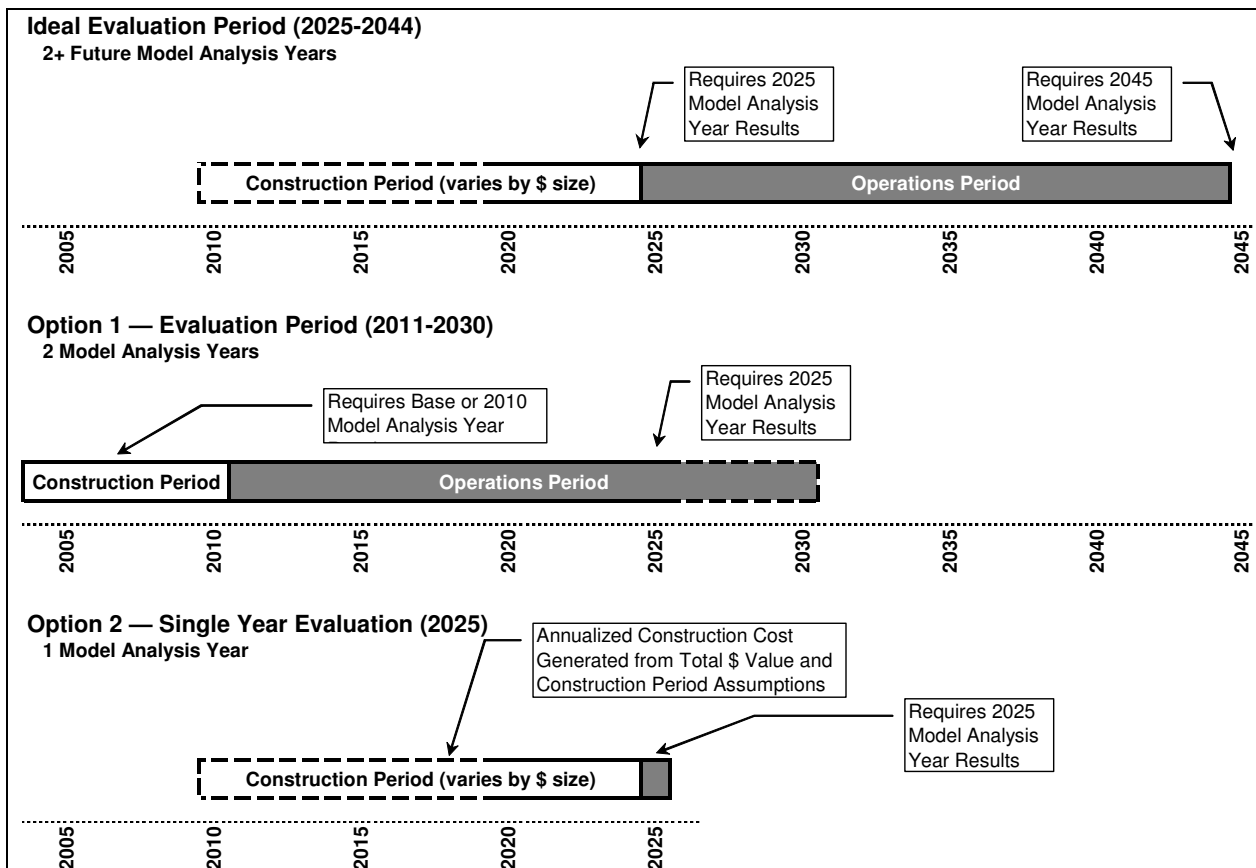 Ideal Evaluation Period (2025-2044)
2+ Future Model Analysis Years
Requires 2025
Model Analysis
Year Results
Requires 2045
Model Analysis
Year Results
Construction Period (varies by $ size)
Operations Period
2005
2010
2015
2020
2025
2030
2035
2040
2045
Option 1 — Evaluation Period (2011-2030)
2 Model Analysis Years
Requires Base or 2010
Model Analysis Year
Requires 2025
Model Analysis
Year Results
Construction Period
Operations Period
2005
2010
2015
2020
2025
2030
2035
2040
2045
Option 2 — Single Year Evaluation (2025)
1 Model Analysis Year
Annualized Construction Cost
Generated from Total $ Value and
Construction Period Assumptions
Requires 2025
Model Analysis
Year Results
Construction Period (varies by $ size)
2005
2010
2015
2020
2025